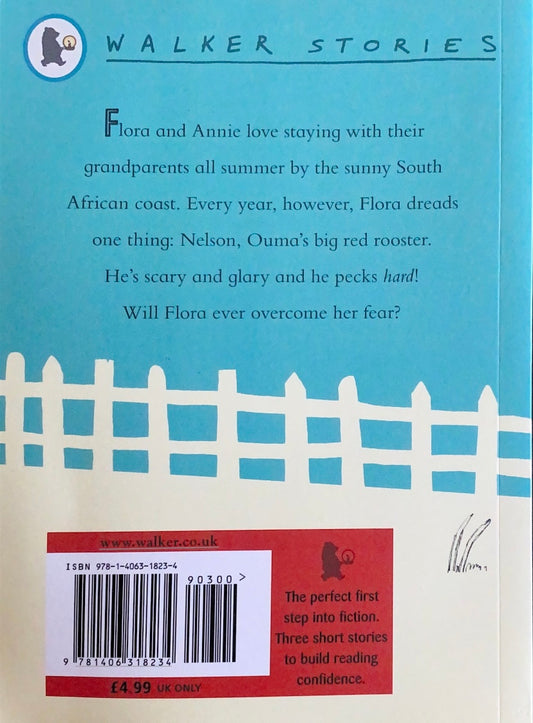 WALKER STORIES
Flora and Annie love staying with their
grandparents all summer by the sunny South
African coast. Every year, however, Flora dreads
one thing: Nelson, Ouma's big red rooster.
He's scary and glary and he pecks hard!
Will Flora ever overcome her fear?
www.walker.co.uk
ISBN 978-1-4063-1823-4
90300 >
9 781406 318234
£4.99 UK ONLY
The perfect first
step into fiction.
Three short stories
to build reading
confidence.